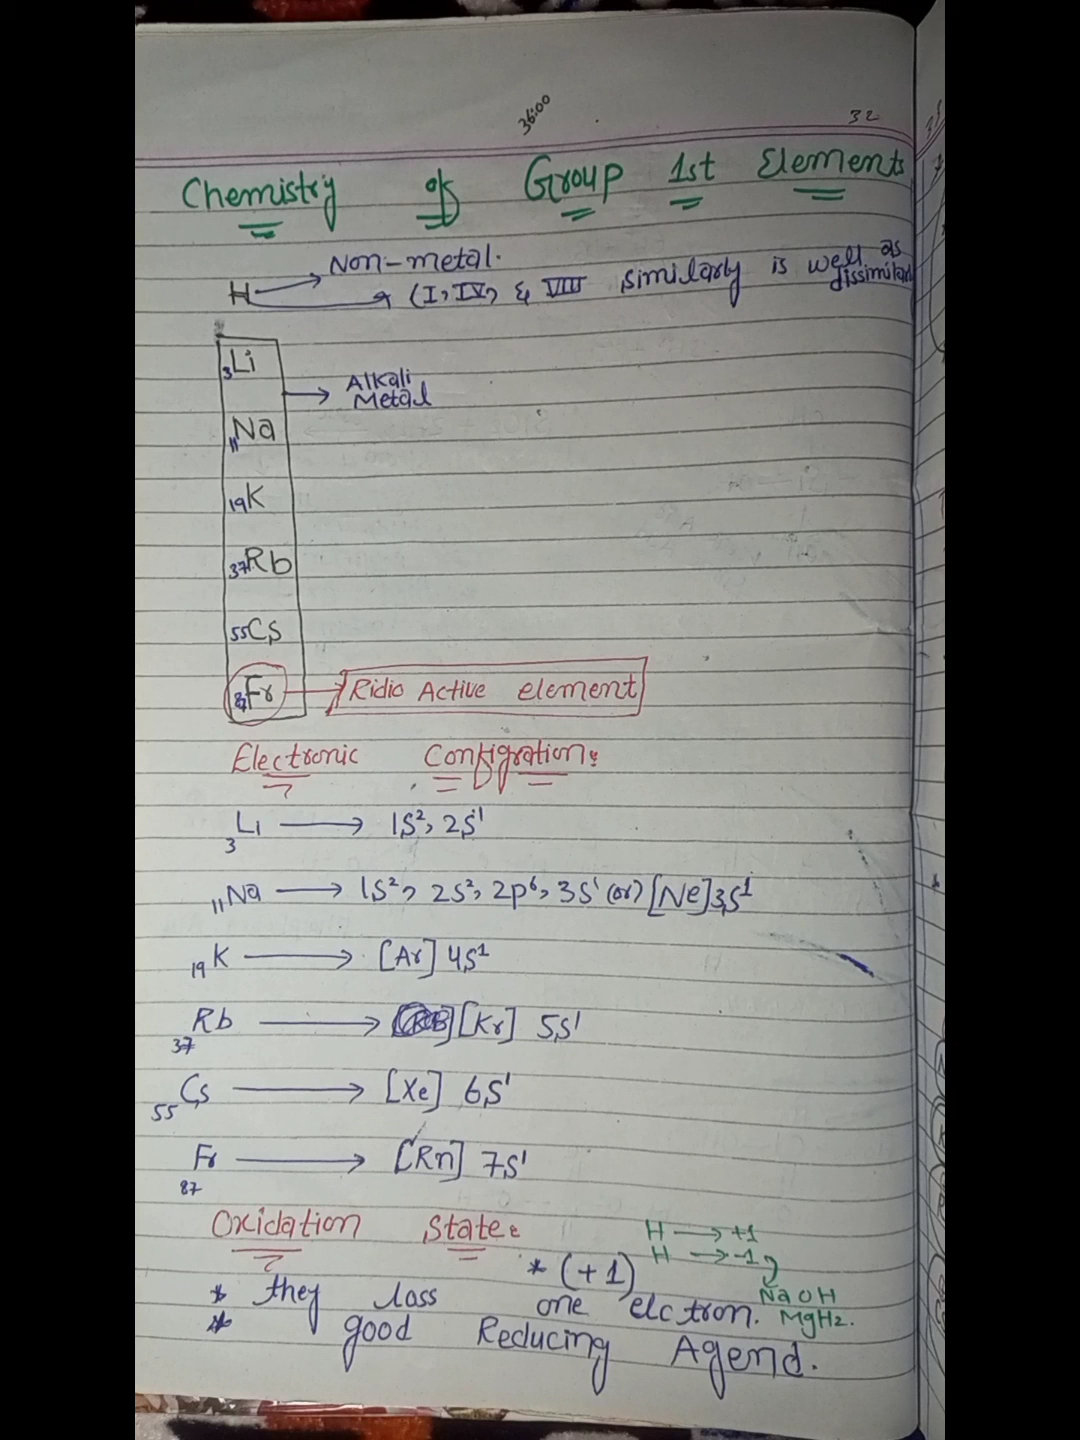 36:00
32
Chemistry of Group 1st Elements
Non-metal.
H (I, IV, & VIII similarly is well as
dissimilar
3Li
Alkali
Metal
11Na
19K
37Rb
55Cs
87Fr Ridio Active element
Electronic Configration:
3Li → 1s², 2s¹
11Na → 1s², 2s², 2p⁶, 3s¹ (or) [Ne]3s¹
19K → [Ar] 4s¹
37Rb → [Kr] 5s¹
55Cs → [Xe] 6s¹
87Fr → [Rn] 7s¹
Oxidation State: H → +1
H → -1
* (+1)
NaOH
* they loss one elctron. MgH2.
* good Reducing Agend.